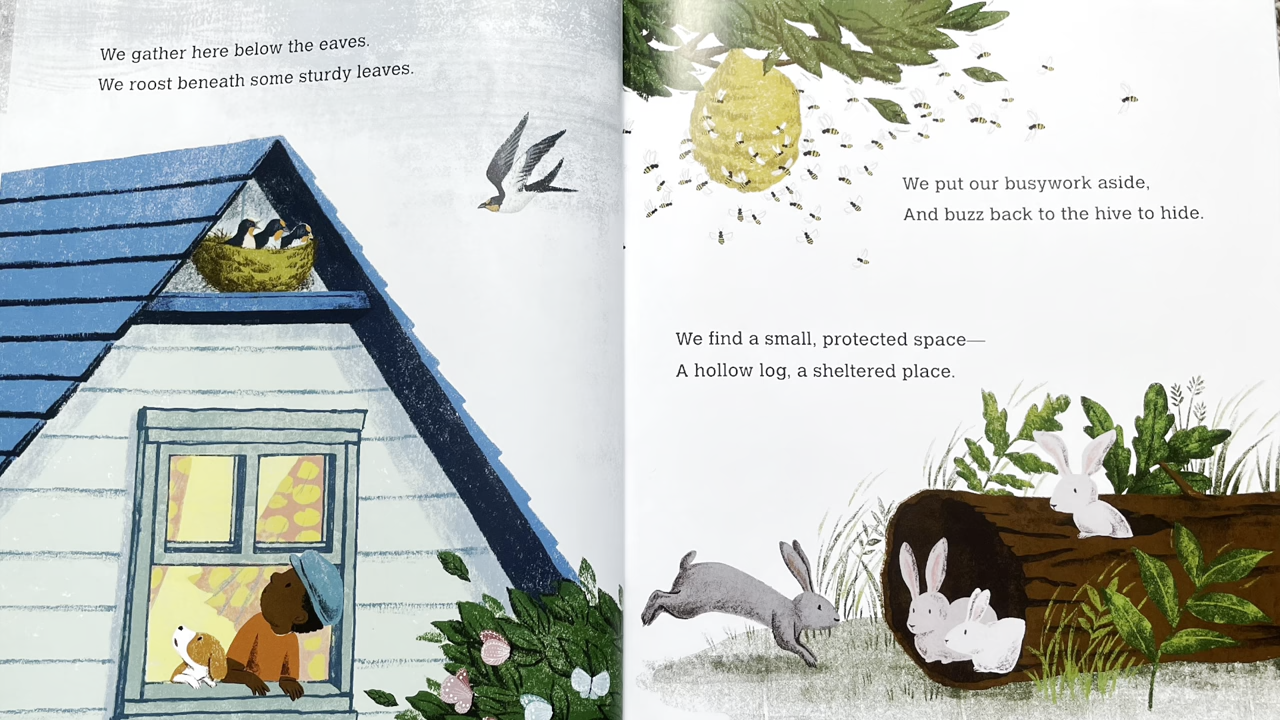 We gather here below the eaves.
We roost beneath some sturdy leaves.
We put our busywork aside,
And buzz back to the hive to hide.
We find a small, protected space—
A hollow log, a sheltered place.